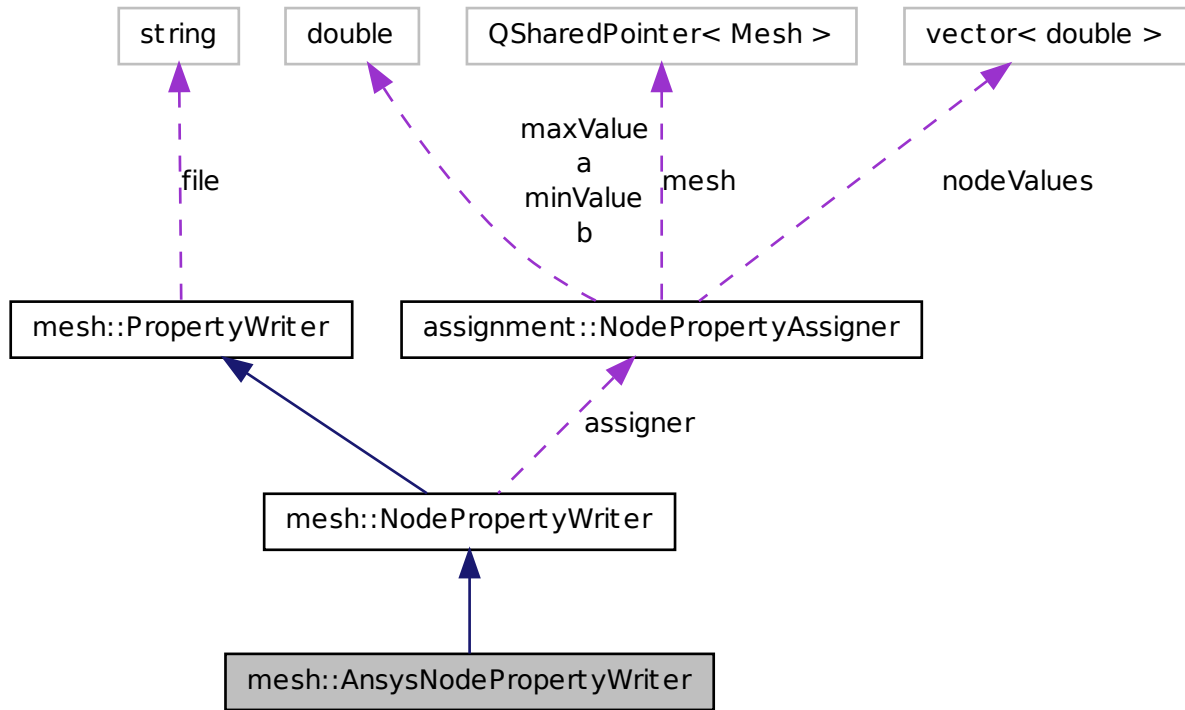 string
double
QSharedPointer< Mesh >
vector< double >
maxValue
a
minValue
b
file
mesh
nodeValues
mesh::PropertyWriter
assignment::NodePropertyAssigner
assigner
mesh::NodePropertyWriter
mesh::AnsysNodePropertyWriter